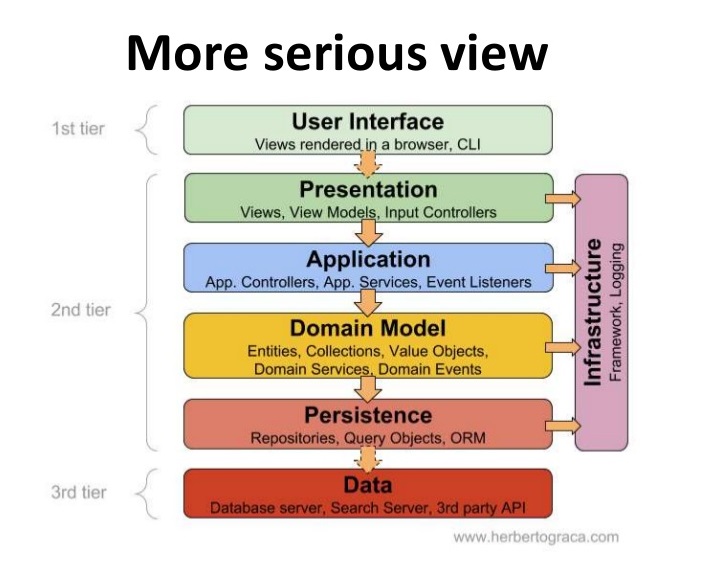 More serious view
1st tier
User Interface
Views rendered in a browser, CLI
2nd tier
Presentation
Views, View Models, Input Controllers
Application
App. Controllers, App. Services, Event Listeners
Domain Model
Entities, Collections, Value Objects,
Domain Services, Domain Events
Persistence
Repositories, Query Objects, ORM
Infrastructure
Framework, Logging
3rd tier
Data
Database server, Search Server, 3rd party API
www.herbertograca.com